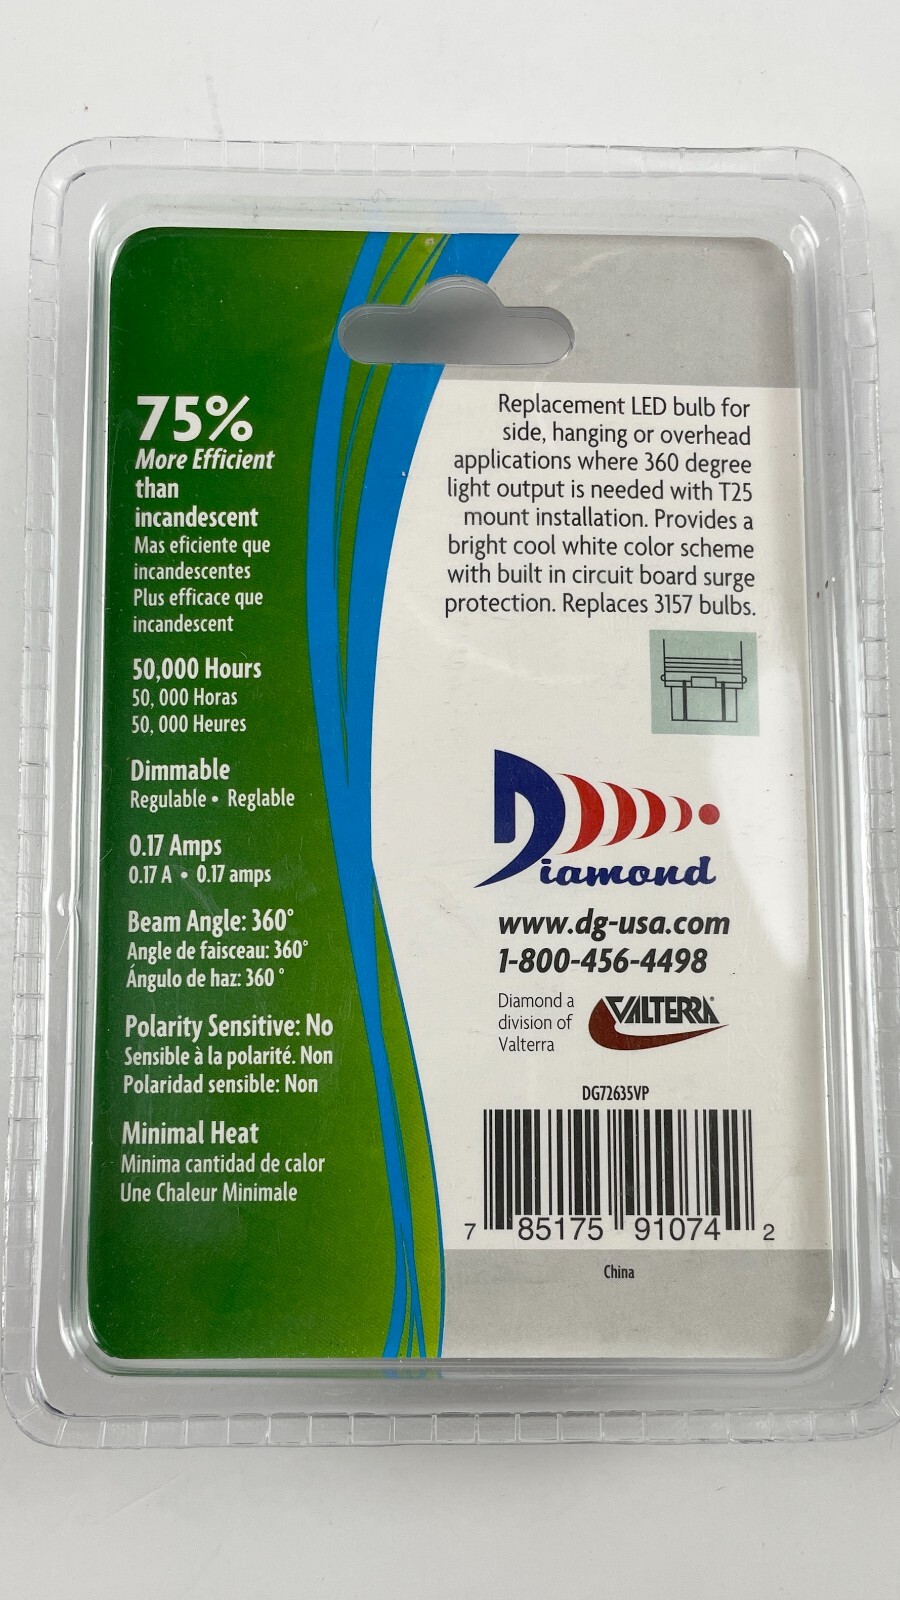 75%
More Efficient
than
incandescent
Mas eficiente que
incandescentes
Plus efficace que
incandescent
50,000 Hours
50, 000 Horas
50, 000 Heures
Dimmable
Regulable • Reglable
0.17 Amps
0.17 A • 0.17 amps
Beam Angle: 360°
Angle de faisceau: 360°
Ángulo de haz: 360 °
Polarity Sensitive: No
Sensible à la polarité. Non
Polaridad sensible: Non
Minimal Heat
Minima cantidad de calor
Une Chaleur Minimale
Replacement LED bulb for
side, hanging or overhead
applications where 360 degree
light output is needed with T25
mount installation. Provides a
bright cool white color scheme
with built in circuit board surge
protection. Replaces 3157 bulbs.
Diamond
www.dg-usa.com
1-800-456-4498
Diamond a
division of
Valterra
VALTERRA®
DG72635VP
7 85175 91074 2
China